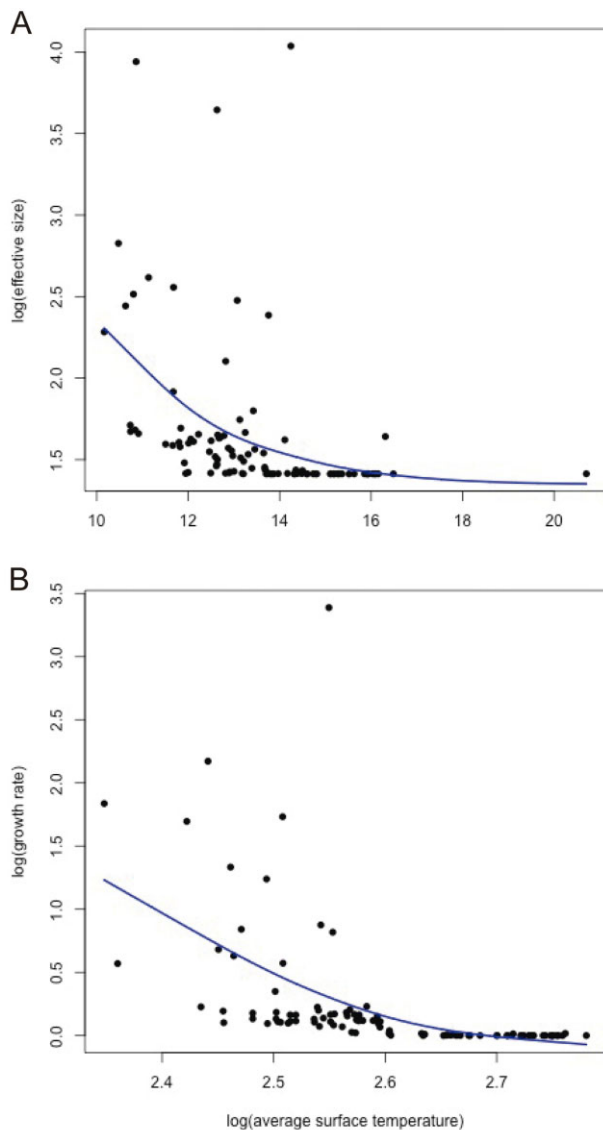 A
4.0
3.5
3.0
2.5
2.0
1.5
log(effective size)
10 12 14 16 18 20
B
3.5
3.0
2.5
2.0
1.5
1.0
0.5
0.0
log(growth rate)
2.4 2.5 2.6 2.7
log(average surface temperature)